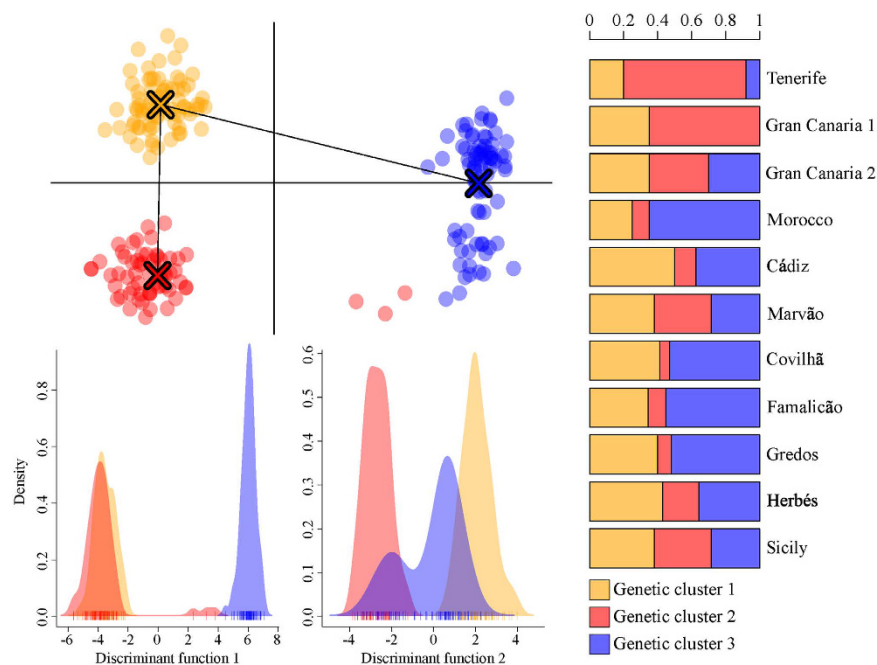 0 0.2 0.4 0.6 1
Tenerife
Gran Canaria 1
Gran Canaria 2
Morocco
Cádiz
Marvão
Covilhã
Famalicão
Gredos
Herbés
Sicily
Genetic cluster 1
Genetic cluster 2
Genetic cluster 3
Density
0.8
0.6
0.4
0.2
0.0
-6 -4 -2 0 2 4 6 8
Discriminant function 1
0.6
0.5
0.4
0.3
0.2
0.1
0.0
-4 -2 0 2 4
Discriminant function 2